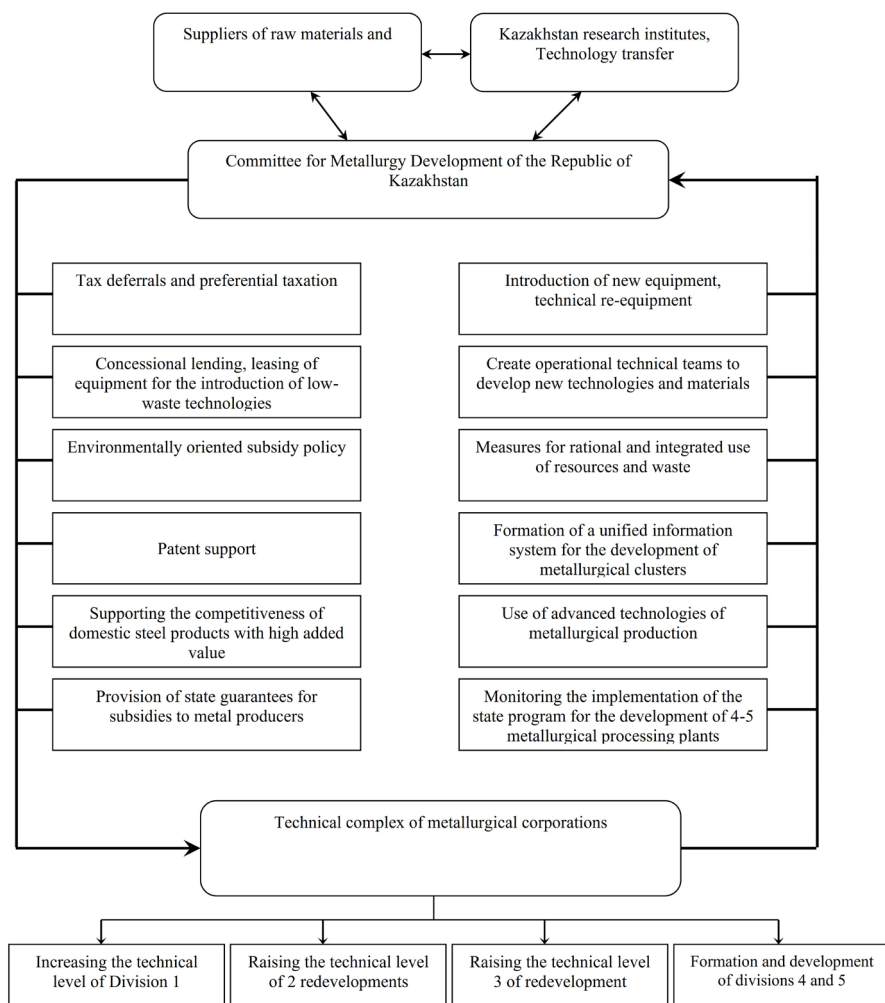 Suppliers of raw materials and
Kazakhstan research institutes,
Technology transfer
Committee for Metallurgy Development of the Republic of
Kazakhstan
Tax deferrals and preferential taxation
Introduction of new equipment,
technical re-equipment
Concessional lending, leasing of
equipment for the introduction of low-
waste technologies
Create operational technical teams to
develop new technologies and materials
Environmentally oriented subsidy policy
Measures for rational and integrated use
of resources and waste
Patent support
Formation of a unified information
system for the development of
metallurgical clusters
Supporting the competitiveness of
domestic steel products with high added
value
Use of advanced technologies of
metallurgical production
Provision of state guarantees for
subsidies to metal producers
Monitoring the implementation of the
state program for the development of 4-5
metallurgical processing plants
Technical complex of metallurgical corporations
Increasing the technical
level of Division 1
Raising the technical level
of 2 redevelopments
Raising the technical level
3 of redevelopment
Formation and development
of divisions 4 and 5